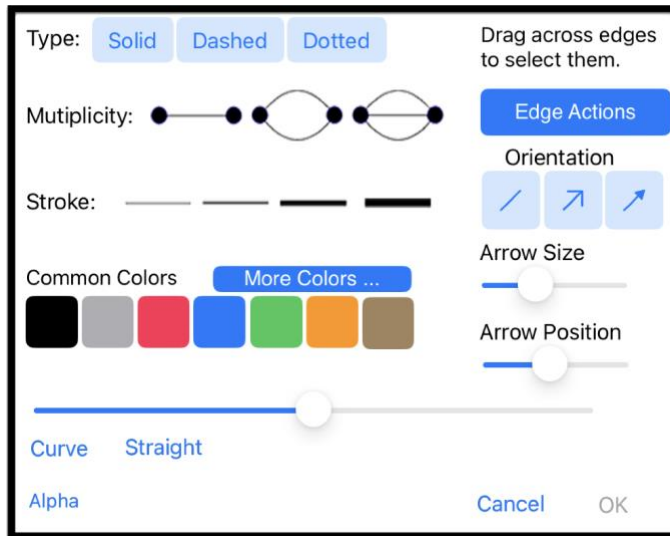 Type:
Solid
Dashed
Dotted
Drag across edges
to select them.
Mutiplicity:
Edge Actions
Orientation
Stroke:
Arrow Size
Common Colors
More Colors ...
Arrow Position
Curve
Straight
Alpha
Cancel
OK